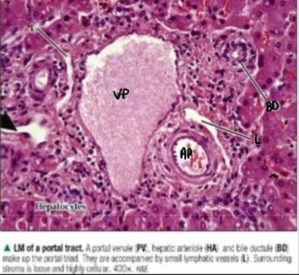 L
VP
BD
L
AP
Hepatocytes
▲ LM of a portal tract. A portal venule (PV), hepatic arteriole (HA) and bile ductule (BD)
make up the portal triad. They are accompanied by small lymphatic vessels (L). Surrounding
stroma is loose and highly cellular. 400×. H&E